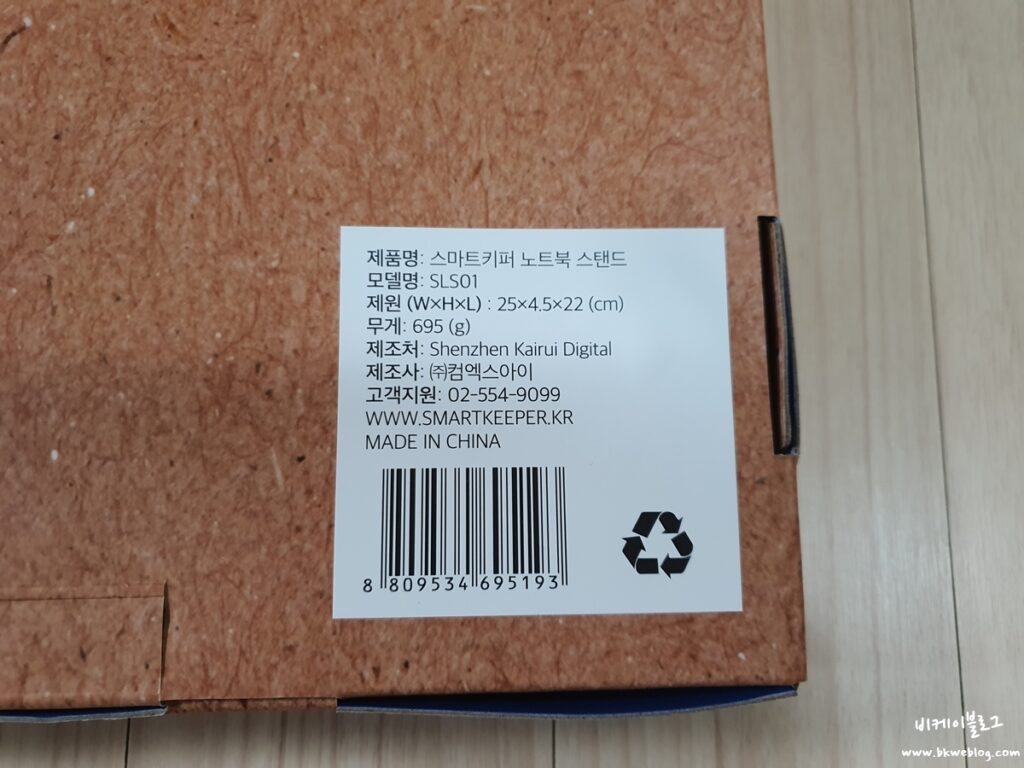 제품명: 스마트키퍼 노트북 스탠드
모델명: SLS01
제원 (W×H×L) : 25×4.5×22 (cm)
무게: 695 (g)
제조처: Shenzhen Kairui Digital
제조사: ㈜컴엑스아이
고객지원: 02-554-9099
WWW.SMARTKEEPER.KR
MADE IN CHINA
8 809534 695193
비케이블로그
www.bkweblog.com